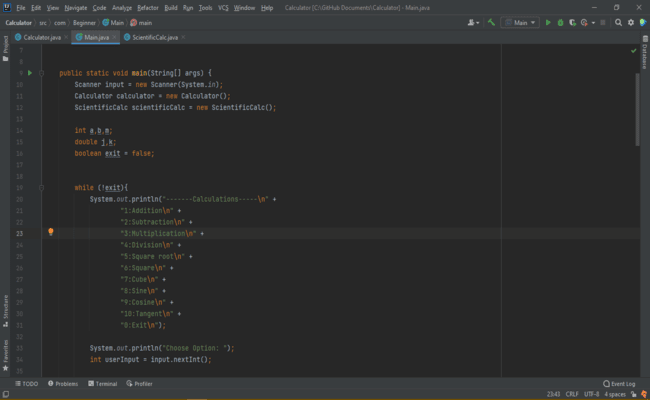 File Edit View Navigate Code Analyze Refactor Build Run Tools VCS Window Help Calculator [C:\GitHub Documents\Calculator] - Main.java
Calculator src com Beginner Main main Main
Calculator.java Main.java ScientificCalc.java
Project
Database
7
8
9 public static void main(String[] args) {
10 Scanner input = new Scanner(System.in);
11 Calculator calculator = new Calculator();
12 ScientificCalc scientificCalc = new ScientificCalc();
13
14 int a,b,m;
15 double j,k;
16 boolean exit = false;
17
18
19 while (!exit){
20 System.out.println("-------Calculations-----\n" +
21 "1:Addition\n" +
22 "2:Subtraction\n" +
23 "3:Multiplication\n" +
24 "4:Division\n" +
25 "5:Square root\n" +
26 "6:Square\n" +
27 "7:Cube\n" +
28 "8:Sine\n" +
29 "9:Cosine\n" +
30 "10:Tangent\n" +
31 "0:Exit\n");
32
33 System.out.println("Choose Option: ");
34 int userInput = input.nextInt();
35
Structure
Favorites
TODO Problems Terminal Profiler Event Log
23:43 CRLF UTF-8 4 spaces